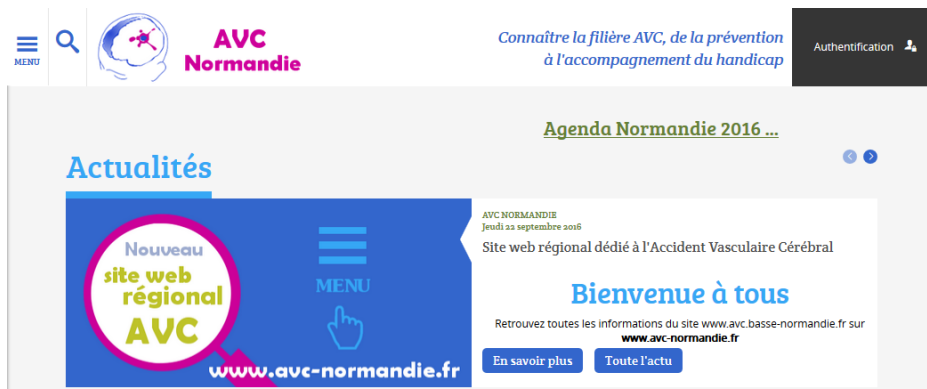 MENU
AVC
Normandie
Connaître la filière AVC, de la prévention
à l'accompagnement du handicap
Authentification
Agenda Normandie 2016 ...
Actualités
Nouveau
site web
régional
AVC
MENU
www.avc-normandie.fr
AVC NORMANDIE
Jeudi 22 septembre 2016
Site web régional dédié à l'Accident Vasculaire Cérébral
Bienvenue à tous
Retrouvez toutes les informations du site www.avc.basse-normandie.fr sur
www.avc-normandie.fr
En savoir plus
Toute l'actu